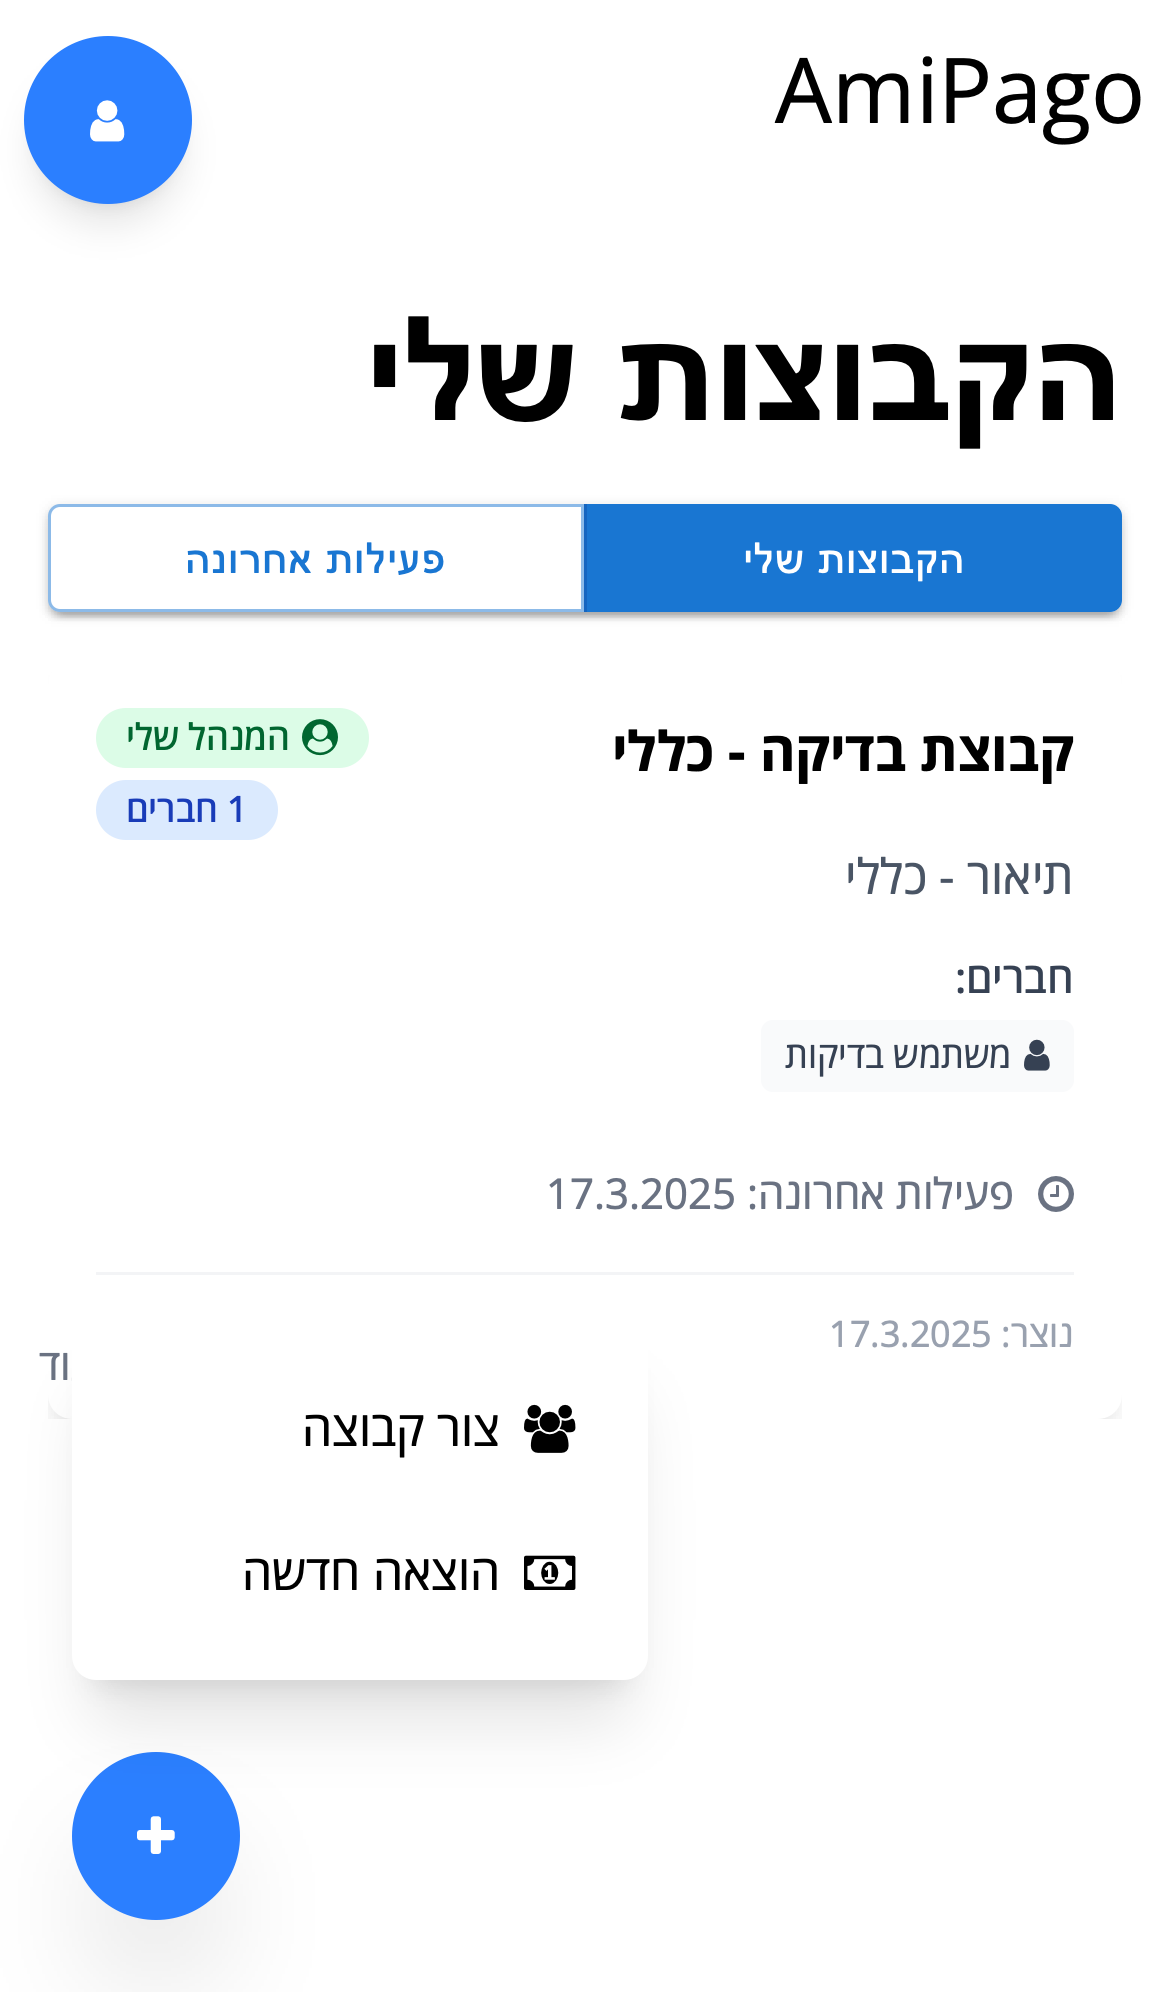 AmiPago
הקבוצות שלי
הקבוצות שלי
פעילות אחרונה
קבוצת בדיקה - כללי
המנהל שלי
1 חברים
תיאור - כללי
חברים:
משתמש בדיקות
פעילות אחרונה: 17.3.2025
נוצר: 17.3.2025
צור קבוצה
הוצאה חדשה